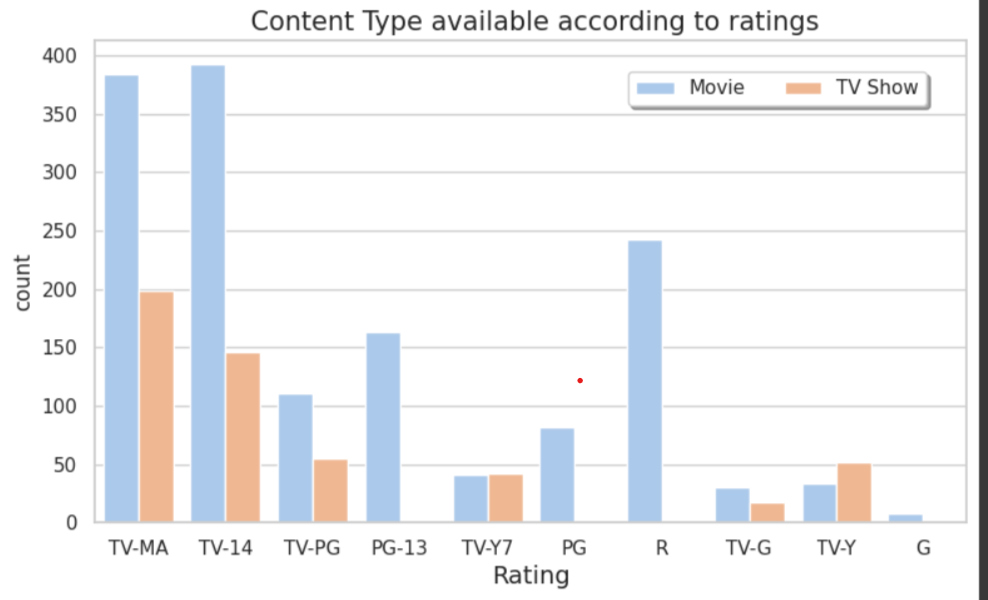 Content Type available according to ratings
Movie TV Show
count
400
350
300
250
200
150
100
50
0
TV-MA TV-14 TV-PG PG-13 TV-Y7 PG R TV-G TV-Y G
Rating